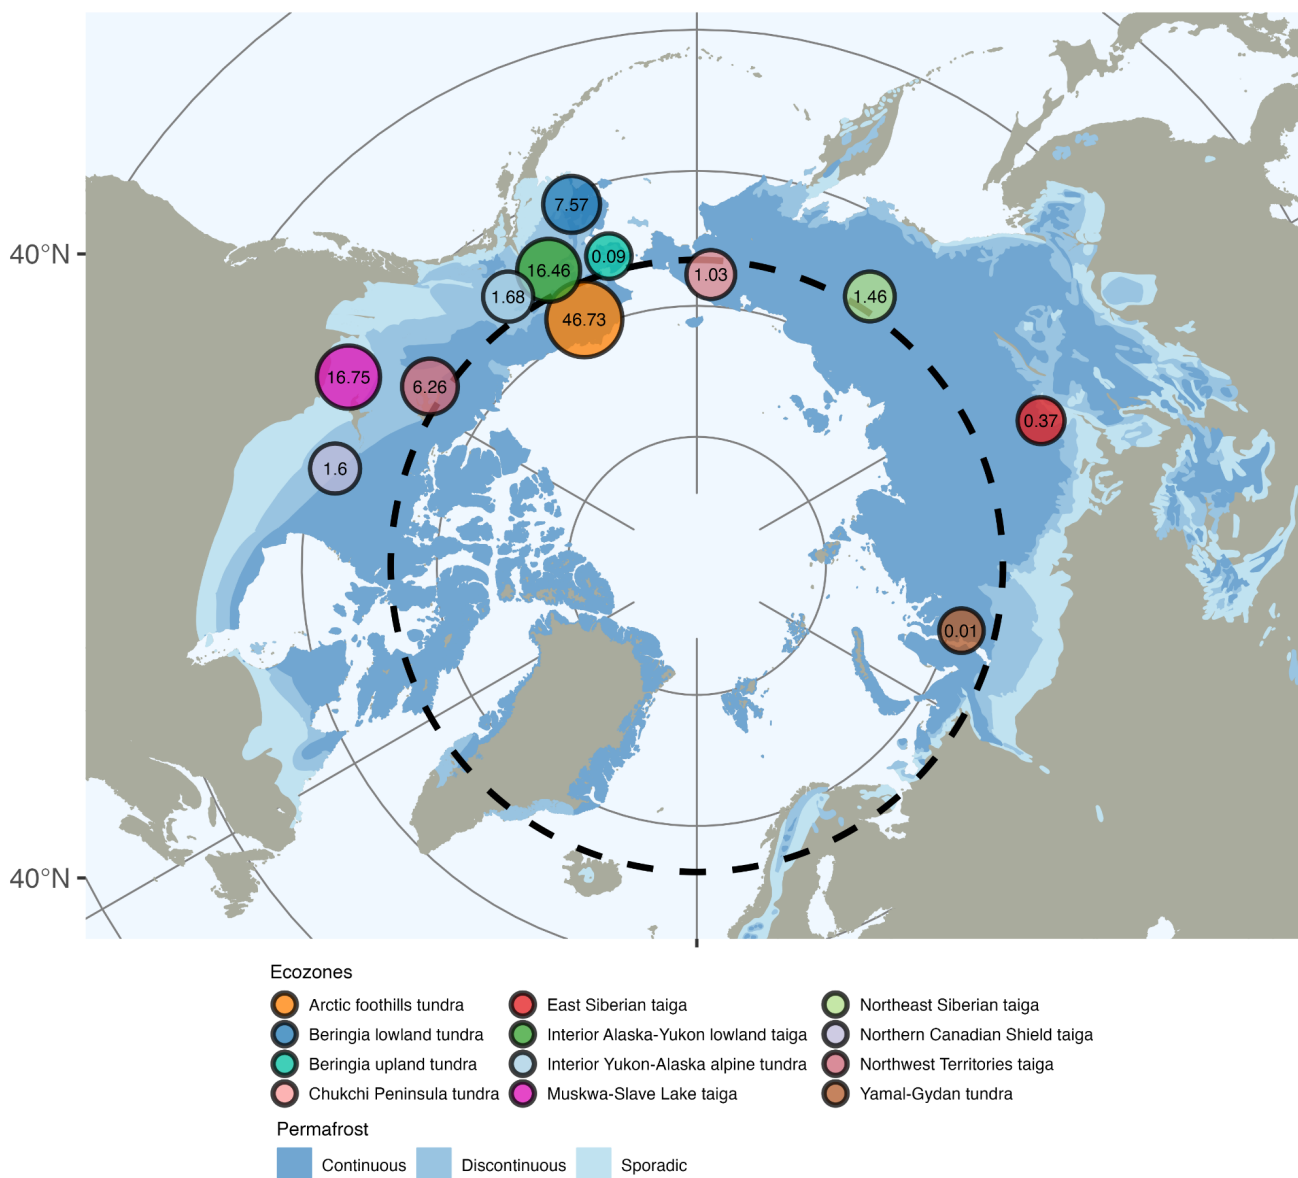 7.57
40°N
0.09
16.46
1.03
1.68
1.46
46.73
16.75
6.26
0.37
1.6
0.01
40°N
Ecozones
Arctic foothills tundra
East Siberian taiga
Northeast Siberian taiga
Beringia lowland tundra
Interior Alaska-Yukon lowland taiga
Northern Canadian Shield taiga
Beringia upland tundra
Interior Yukon-Alaska alpine tundra
Northwest Territories taiga
Chukchi Peninsula tundra
Muskwa-Slave Lake taiga
Yamal-Gydan tundra
Permafrost
Continuous
Discontinuous
Sporadic